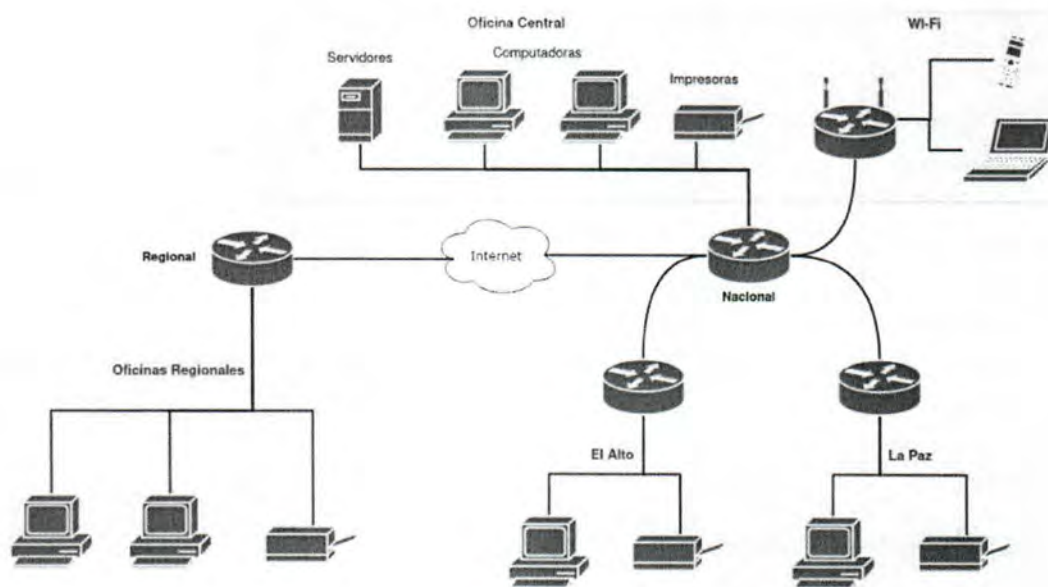 Oficina Central
WI-Fi
Servidores
Computadoras
Impresoras
Regional
Internet
Nacional
Oficinas Regionales
El Alto
La Paz